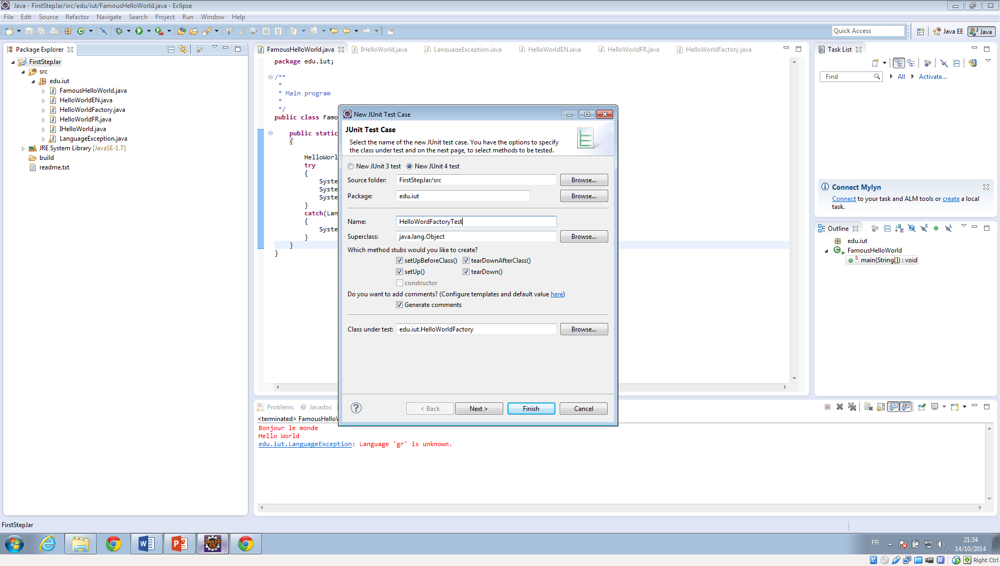 Java - FirstStepJar/src/edu/iut/FamousHelloWorld.java - Eclipse
File Edit Source Refactor Navigate Search Project Run Window Help
Quick Access
Java EE
Java
Package Explorer
FirstStepJar
src
edu.iut
FamousHelloWorld.java
HelloWorldEN.java
HelloWorldFactory.java
HelloWorldFR.java
IHelloWorld.java
LanguageException.java
JRE System Library [JavaSE-1.7]
build
readme.txt
FamousHelloWorld.java IHelloWorld.java LanguageException.java HelloWorldEN.java HelloWorldFR.java HelloWorldFactory.java
package edu.iut;
/**
*
* Main program
*
*/
public class Famo
public static
{
HelloWorl
try
{
Syste
Syste
Syste
}
catch(Lan
{
Syste
}
}
}
New JUnit Test Case
JUnit Test Case
Select the name of the new JUnit test case. You have the options to specify
the class under test and on the next page, to select methods to be tested.
New JUnit 3 test New JUnit 4 test
Source folder: FirstStepJar/src Browse...
Package: edu.iut Browse...
Name: HelloWordFactoryTest
Superclass: java.lang.Object Browse...
Which method stubs would you like to create?
setUpBeforeClass() tearDownAfterClass()
setUp() tearDown()
constructor
Do you want to add comments? (Configure templates and default value here)
Generate comments
Class under test: edu.iut.HelloWorldFactory Browse...
? < Back Next > Finish Cancel
Task List
Find
All
Activate...
Connect Mylyn
Connect to your task and ALM tools or create a local
task.
Outline
edu.iut
FamousHelloWorld
main(String[]) : void
Problems @ Javadoc
<terminated> FamousHelloW
Bonjour le monde
Hello World
edu.iut.LanguageException: Language 'gr' is unknown.
FirstStepJar
Java EE
IDE
FR
21:34
14/10/2014
Right Ctrl